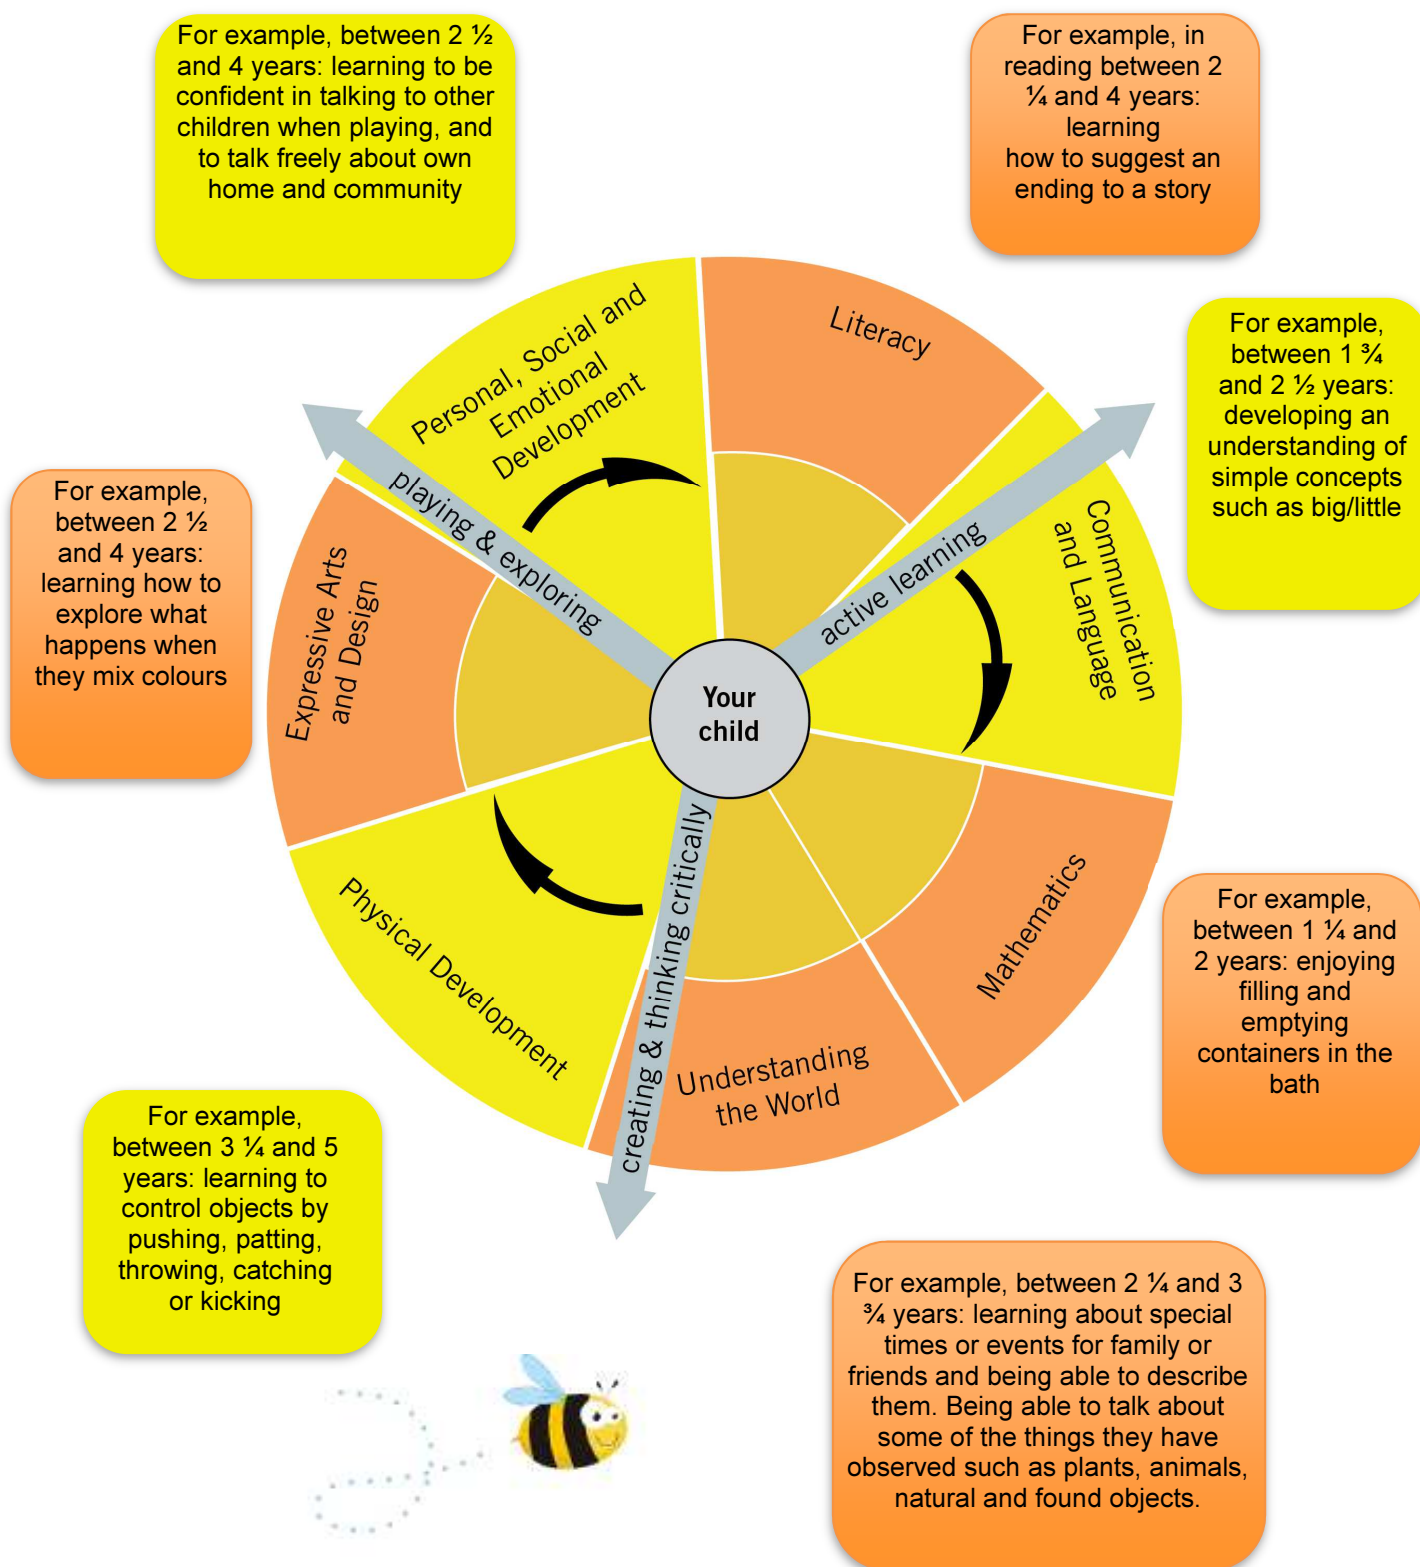 For example, between 2 ½
and 4 years: learning to be
confident in talking to other
children when playing, and
to talk freely about own
home and community
For example, in
reading between 2
¼ and 4 years:
learning
how to suggest an
ending to a story
For example,
between 1 ¾
and 2 ½ years:
developing an
understanding of
simple concepts
such as big/little
For example,
between 2 ½
and 4 years:
learning how to
explore what
happens when
they mix colours
Personal, Social and
Emotional
Development
Literacy
Communication
and Language
Mathematics
Understanding
the World
Physical Development
Expressive Arts
and Design
playing & exploring
active learning
creating & thinking critically
Your
child
For example,
between 1 ¼ and
2 years: enjoying
filling and
emptying
containers in the
bath
For example,
between 3 ¼ and 5
years: learning to
control objects by
pushing, patting,
throwing, catching
or kicking
For example, between 2 ¼ and 3
¾ years: learning about special
times or events for family or
friends and being able to describe
them. Being able to talk about
some of the things they have
observed such as plants, animals,
natural and found objects.